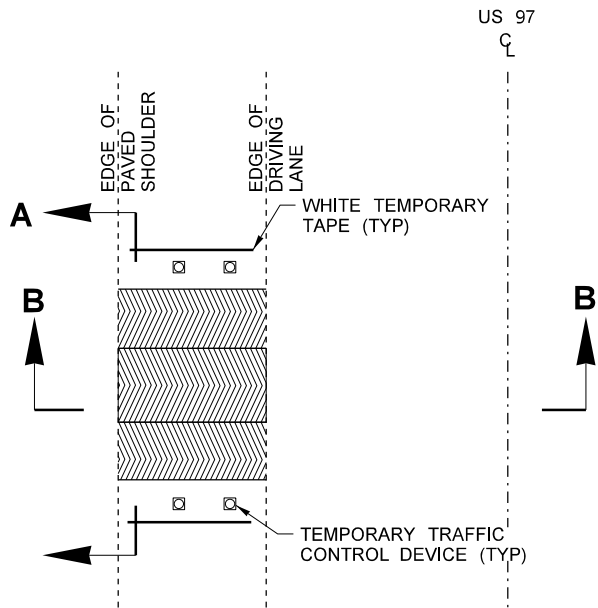 US 97
CL
EDGE OF
PAVED
SHOULDER
EDGE OF
DRIVING
LANE
WHITE TEMPORARY
TAPE (TYP)
A
B
B
TEMPORARY TRAFFIC
CONTROL DEVICE (TYP)